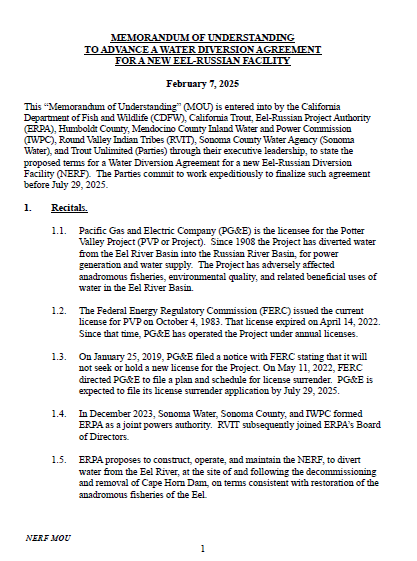 MEMORANDUM OF UNDERSTANDING
TO ADVANCE A WATER DIVERSION AGREEMENT
FOR A NEW EEL-RUSSIAN FACILITY
February 7, 2025
This “Memorandum of Understanding” (MOU) is entered into by the California
Department of Fish and Wildlife (CDFW), California Trout, Eel-Russian Project Authority
(ERPA), Humboldt County, Mendocino County Inland Water and Power Commission
(IWPC), Round Valley Indian Tribes (RVIT), Sonoma County Water Agency (Sonoma
Water), and Trout Unlimited (Parties) through their executive leadership, to state the
proposed terms for a Water Diversion Agreement for a new Eel-Russian Diversion
Facility (NERF). The Parties commit to work expeditiously to finalize such agreement
before July 29, 2025.
1. Recitals.
1.1. Pacific Gas and Electric Company (PG&E) is the licensee for the Potter
Valley Project (PVP or Project). Since 1908 the Project has diverted water
from the Eel River Basin into the Russian River Basin, for power
generation and water supply. The Project has adversely affected
anadromous fisheries, environmental quality, and related beneficial uses of
water in the Eel River Basin.
1.2. The Federal Energy Regulatory Commission (FERC) issued the current
license for PVP on October 4, 1983. That license expired on April 14, 2022.
Since that time, PG&E has operated the Project under annual licenses.
1.3. On January 25, 2019, PG&E filed a notice with FERC stating that it will
not seek or hold a new license for the Project. On May 11, 2022, FERC
directed PG&E to file a plan and schedule for license surrender. PG&E is
expected to file its license surrender application by July 29, 2025.
1.4. In December 2023, Sonoma Water, Sonoma County, and IWPC formed
ERPA as a joint powers authority. RVIT subsequently joined ERPA’s Board
of Directors.
1.5. ERPA proposes to construct, operate, and maintain the NERF, to divert
water from the Eel River, at the site of and following the decommissioning
and removal of Cape Horn Dam, on terms consistent with restoration of the
anadromous fisheries of the Eel.
NERF MOU
1